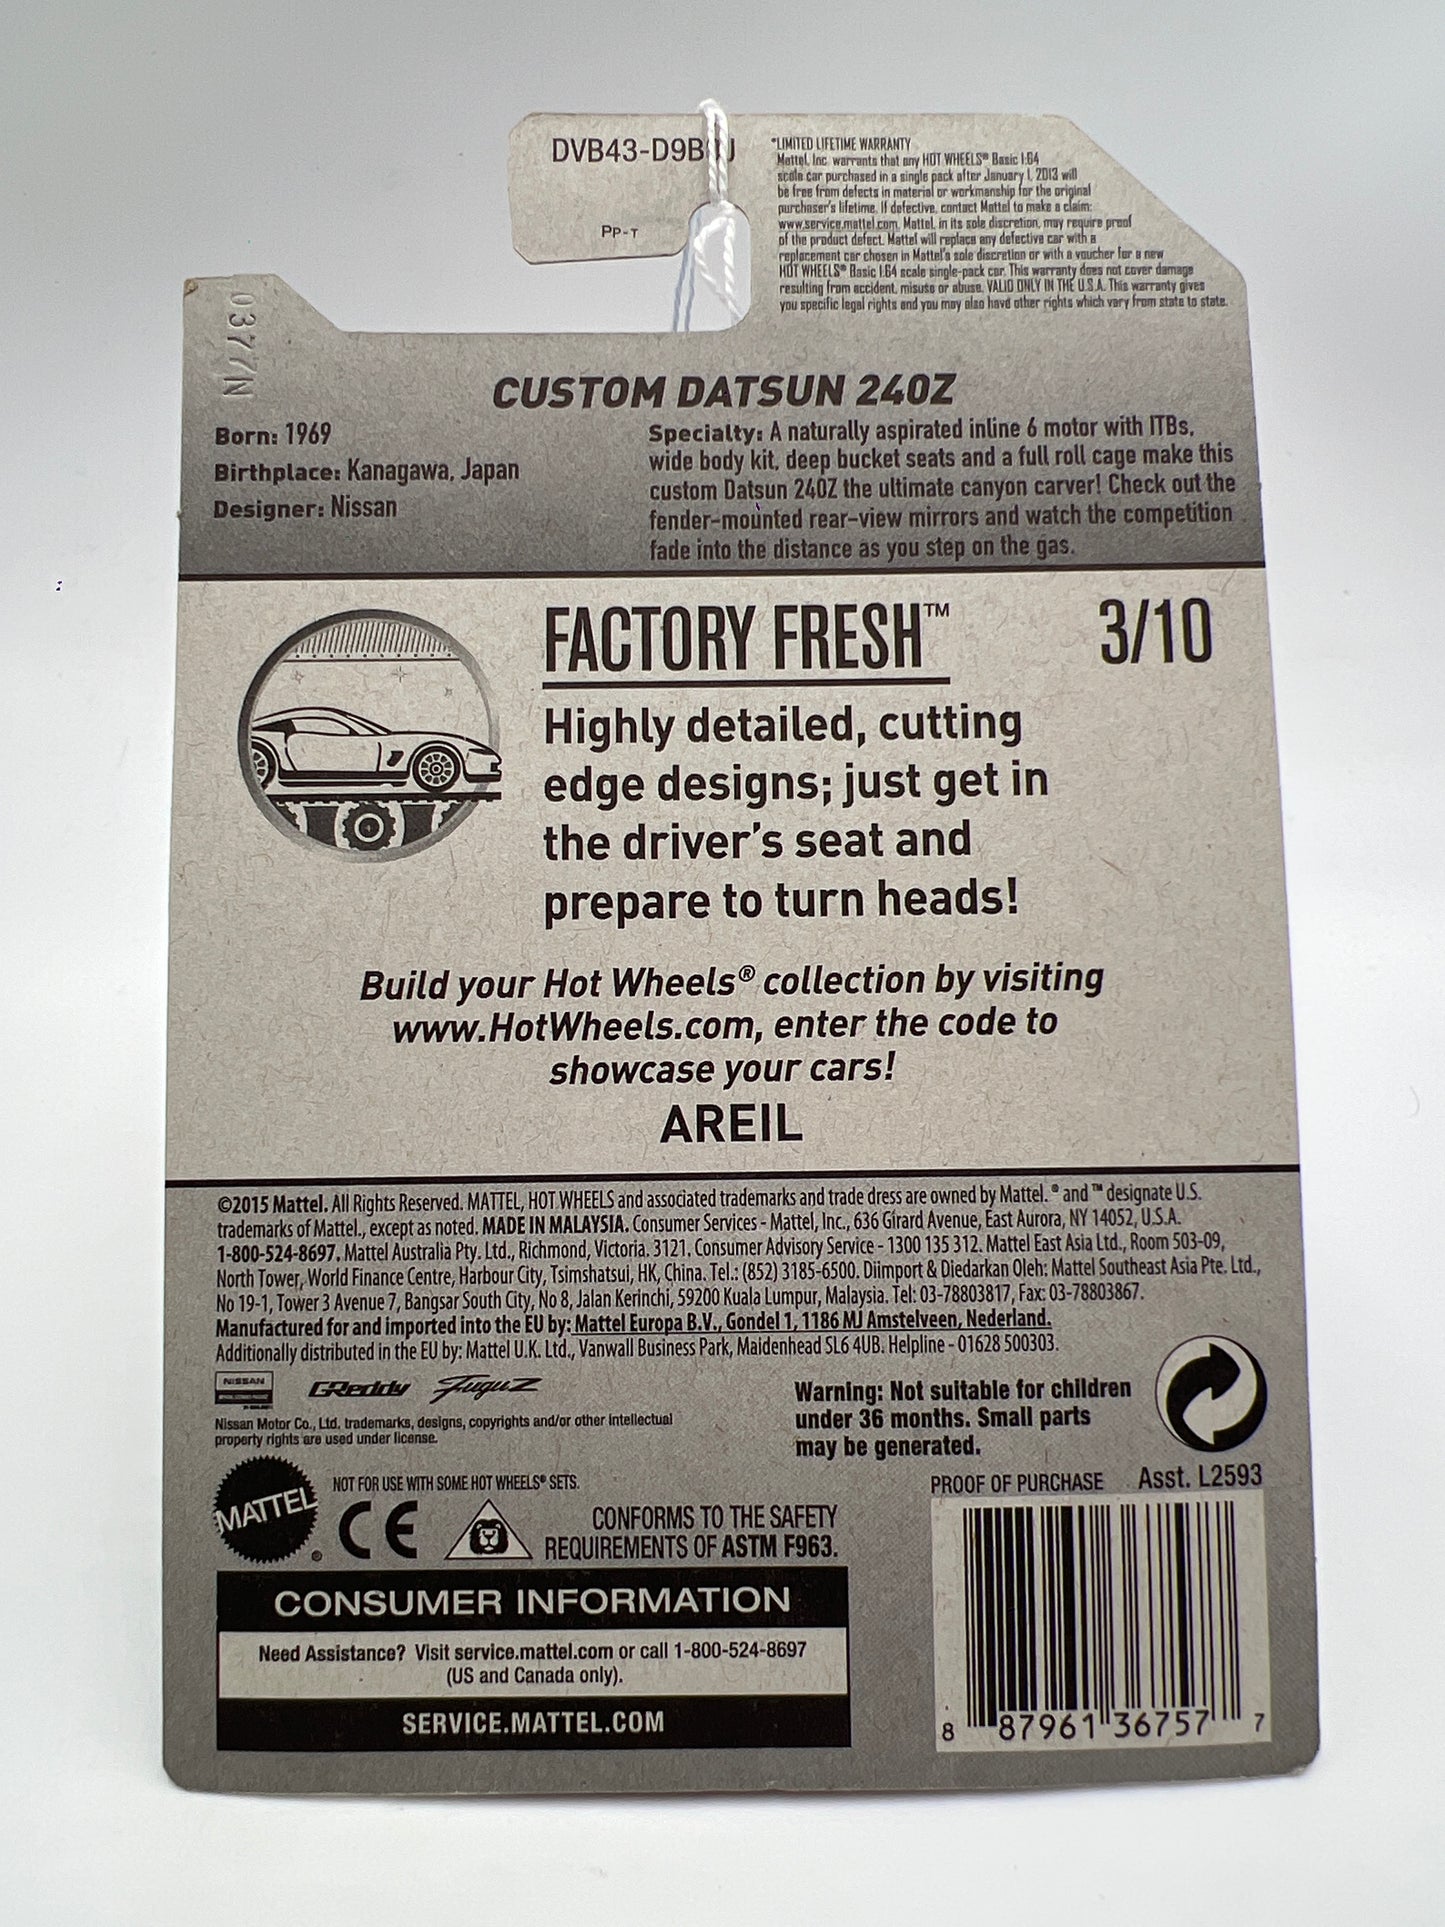 DVB43-D9B
PP-T
*LIMITED LIFETIME WARRANTY
Mattel, Inc. warrants that any HOT WHEELS® Basic 1:64
scale car purchased in a single pack after January 1, 2013 will
be free from defects in material or workmanship for the original
purchaser's lifetime. If defective, contact Mattel to make a claim:
www.service.mattel.com. Mattel, in its sole discretion, may require proof
of the product defect. Mattel will replace any defective car with a
replacement car chosen in Mattel's sole discretion or with a voucher for a new
HOT WHEELS® Basic 1:64 scale single-pack car. This warranty does not cover damage
resulting from accident, misuse or abuse. VALID ONLY IN THE U.S.A. This warranty gives
you specific legal rights and you may also have other rights which vary from state to state.
0377N
CUSTOM DATSUN 240Z
Born: 1969
Birthplace: Kanagawa, Japan
Designer: Nissan
Specialty: A naturally aspirated inline 6 motor with ITBs,
wide body kit, deep bucket seats and a full roll cage make this
custom Datsun 240Z the ultimate canyon carver! Check out the
fender-mounted rear-view mirrors and watch the competition
fade into the distance as you step on the gas.
FACTORY FRESH™
3/10
Highly detailed, cutting
edge designs; just get in
the driver's seat and
prepare to turn heads!
Build your Hot Wheels® collection by visiting
www.HotWheels.com, enter the code to
showcase your cars!
AREIL
©2015 Mattel. All Rights Reserved. MATTEL, HOT WHEELS and associated trademarks and trade dress are owned by Mattel. ® and ™ designate U.S.
trademarks of Mattel., except as noted. MADE IN MALAYSIA. Consumer Services - Mattel, Inc., 636 Girard Avenue, East Aurora, NY 14052, U.S.A.
1-800-524-8697. Mattel Australia Pty. Ltd., Richmond, Victoria. 3121. Consumer Advisory Service - 1300 135 312. Mattel East Asia Ltd., Room 503-09,
North Tower, World Finance Centre, Harbour City, Tsimshatsui, HK, China. Tel.: (852) 3185-6500. Diimport & Diedarkan Oleh: Mattel Southeast Asia Pte. Ltd.,
No 19-1, Tower 3 Avenue 7, Bangsar South City, No 8, Jalan Kerinchi, 59200 Kuala Lumpur, Malaysia. Tel: 03-78803817, Fax: 03-78803867.
Manufactured for and imported into the EU by: Mattel Europa B.V., Gondel 1, 1186 MJ Amstelveen, Nederland.
Additionally distributed in the EU by: Mattel U.K. Ltd., Vanwall Business Park, Maidenhead SL6 4UB. Helpline - 01628 500303.
NISSAN
GReddy
FuguZ
Nissan Motor Co., Ltd. trademarks, designs, copyrights and/or other intellectual
property rights are used under license.
Warning: Not suitable for children
under 36 months. Small parts
may be generated.
MATTEL®
NOT FOR USE WITH SOME HOT WHEELS® SETS.
CE
CONFORMS TO THE SAFETY
REQUIREMENTS OF ASTM F963.
PROOF OF PURCHASE
Asst. L2593
CONSUMER INFORMATION
Need Assistance? Visit service.mattel.com or call 1-800-524-8697
(US and Canada only).
SERVICE.MATTEL.COM
8 87961 36757 7